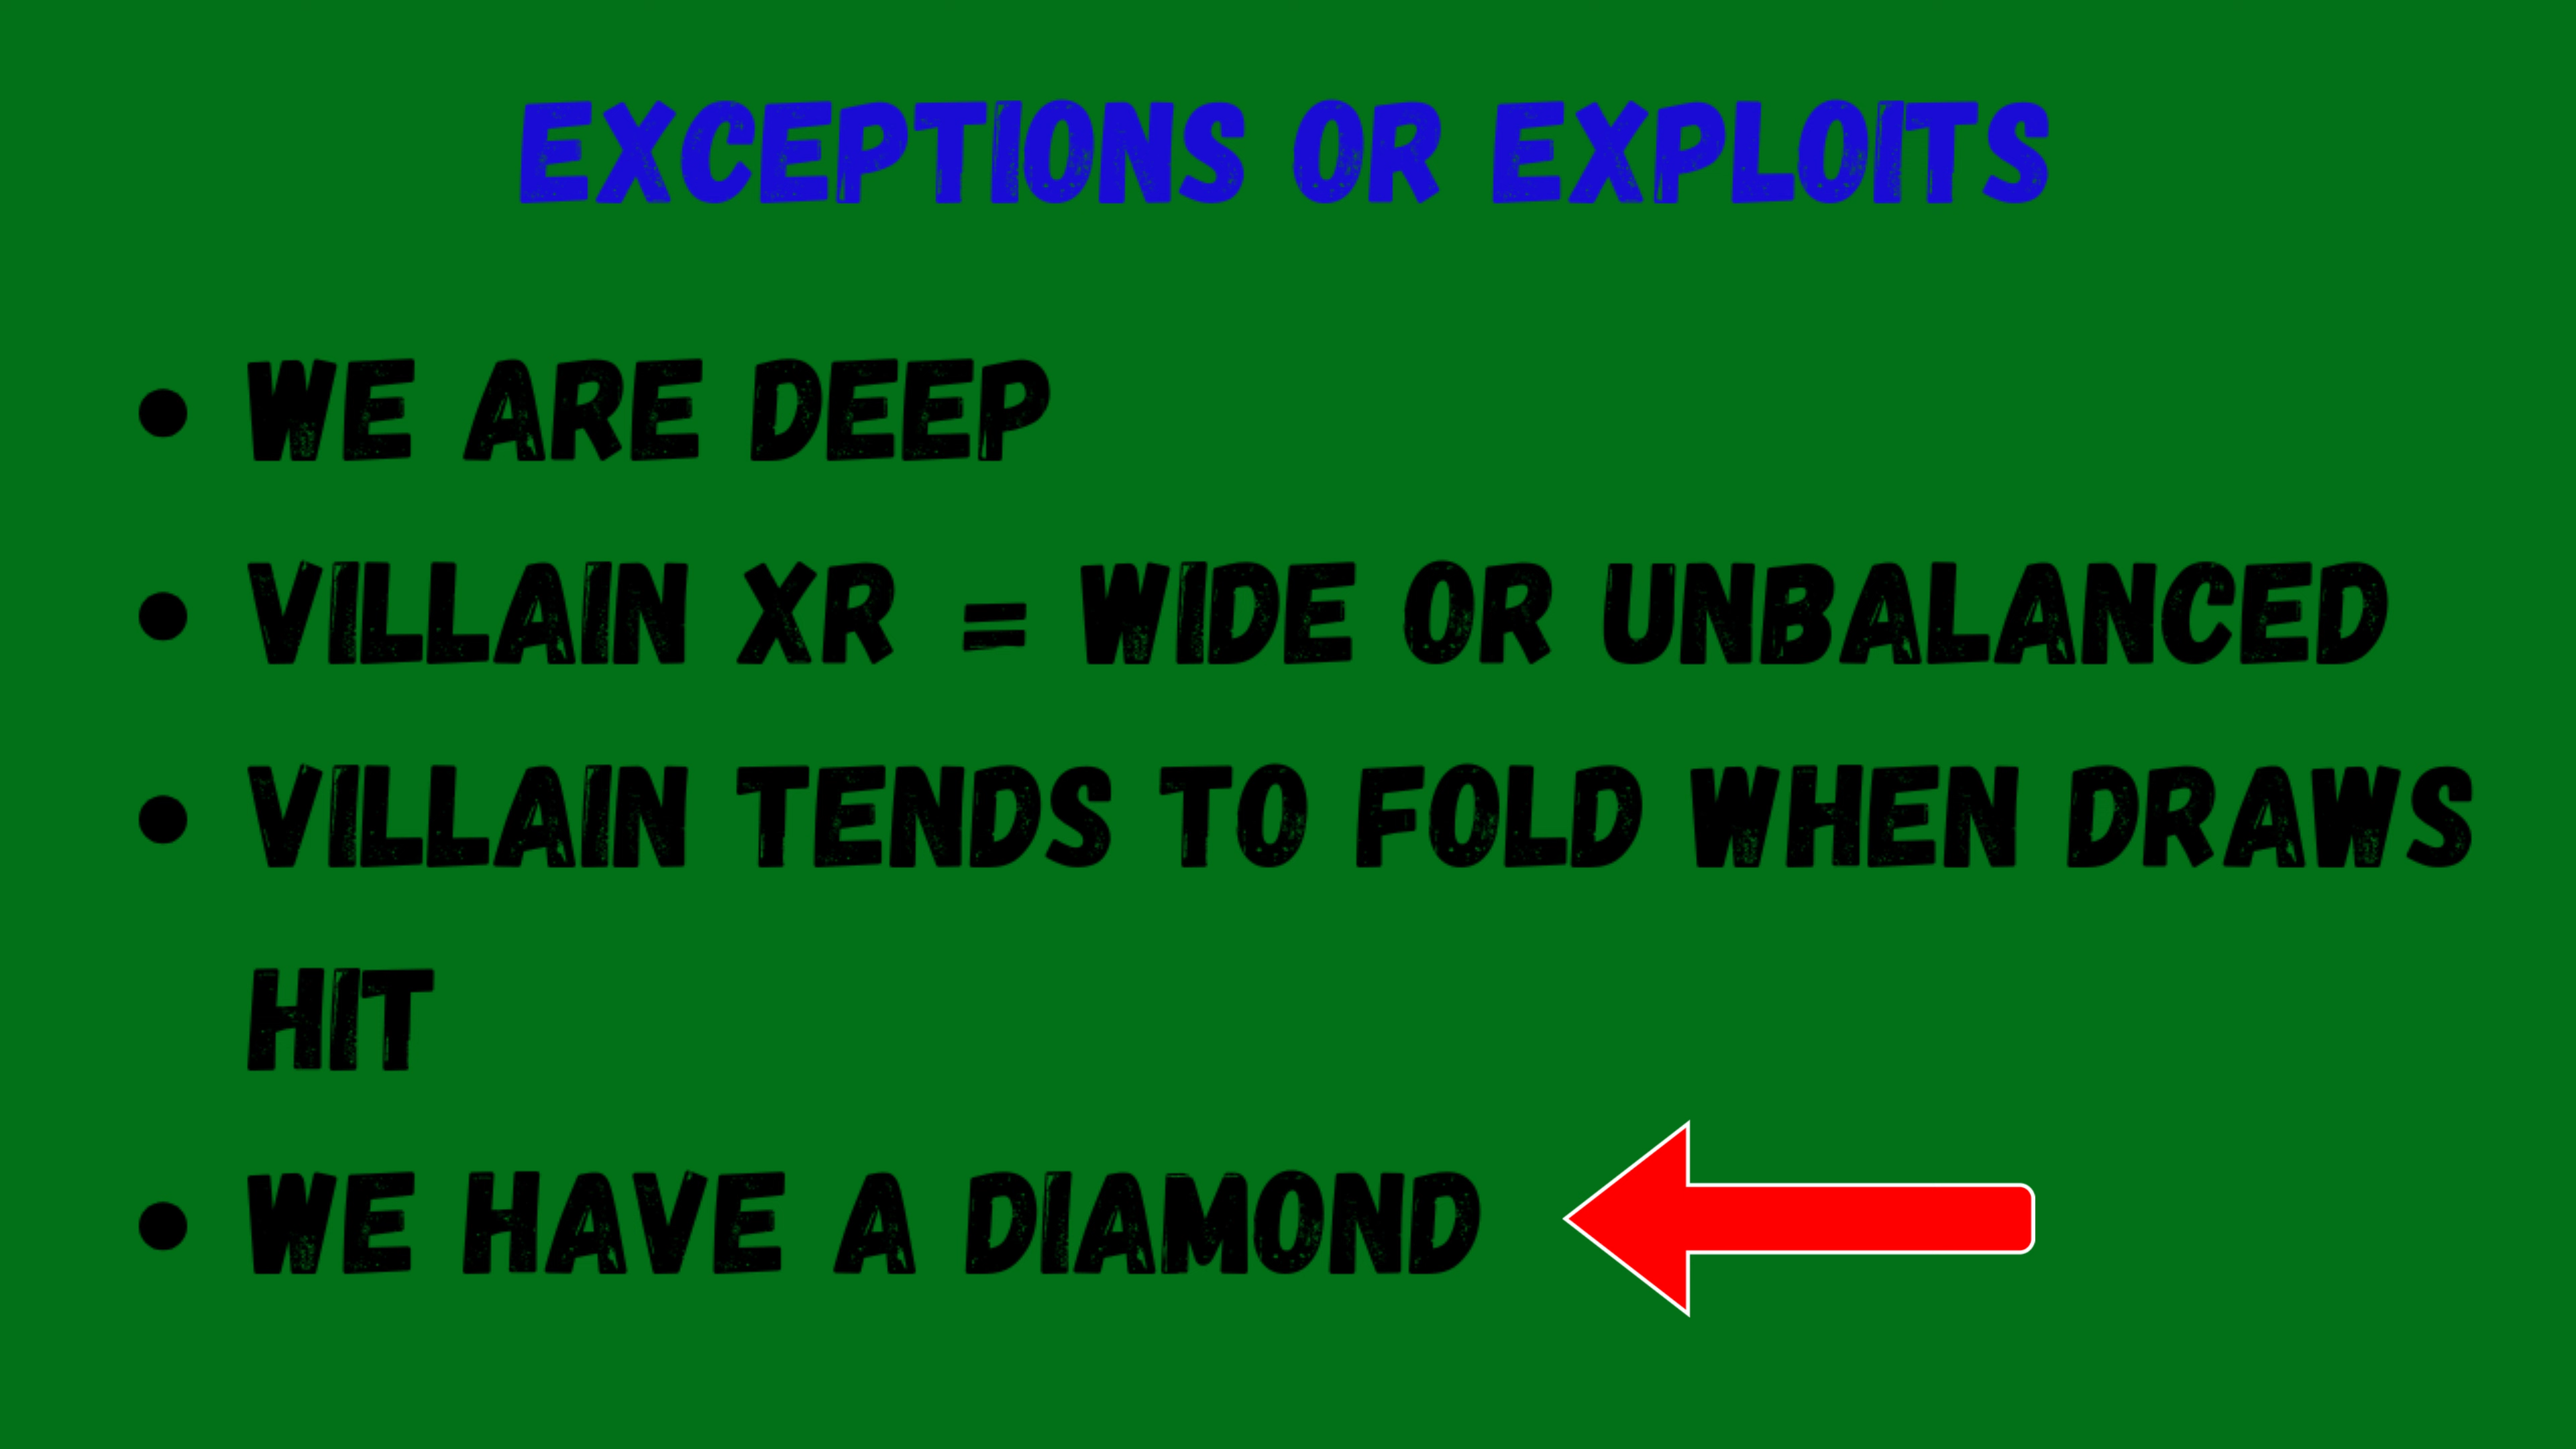 EXCEPTIONS OR EXPLOITS
• WE ARE DEEP
• VILLAIN XR = WIDE OR UNBALANCED
• VILLAIN TENDS TO FOLD WHEN DRAWS
HIT
• WE HAVE A DIAMOND